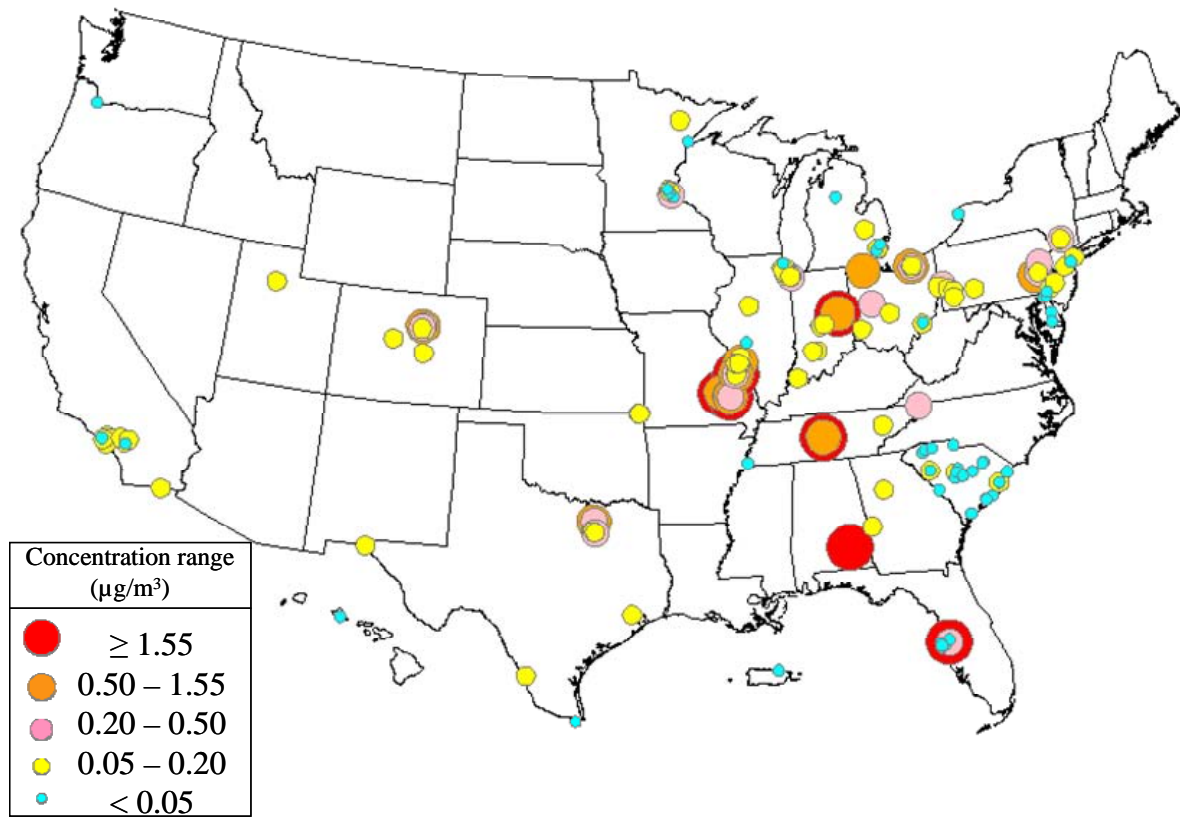 Concentration range
(µg/m³)
≥ 1.55
0.50 – 1.55
0.20 – 0.50
0.05 – 0.20
< 0.05